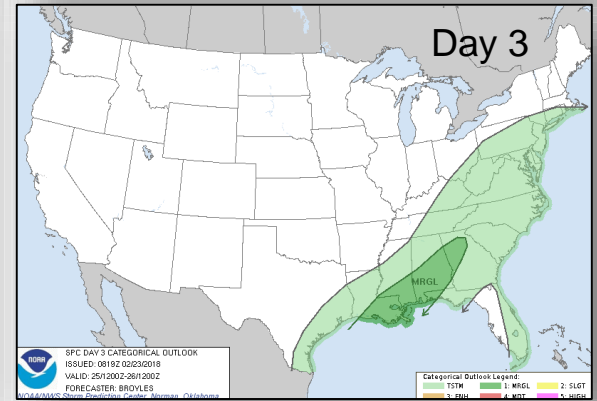 Day 3
MRGL
NOAA
SPC DAY 3 CATEGORICAL OUTLOOK
ISSUED: 0819Z 02/23/2018
VALID: 25/1200Z-26/1200Z
FORECASTER: BROYLES
NOAA/NWS Storm Prediction Center, Norman, Oklahoma
Categorical Outlook Legend:
TSTM 1: MRGL 2: SLGT
3: ENH 4: MDT 5: HIGH